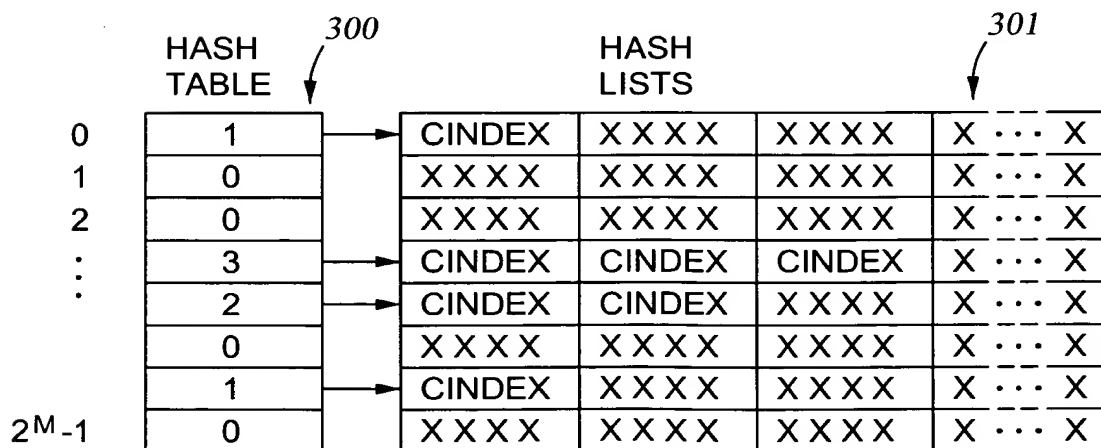 300
301
HASH TABLE
HASH LISTS
0 1 CINDEX XXXX XXXX X ··· X
1 0 XXXX XXXX XXXX X ··· X
2 0 XXXX XXXX XXXX X ··· X
⋮ 3 CINDEX CINDEX CINDEX X ··· X
2 CINDEX CINDEX XXXX X ··· X
0 XXXX XXXX XXXX X ··· X
1 CINDEX XXXX XXXX X ··· X
2^M-1 0 XXXX XXXX XXXX X ··· X